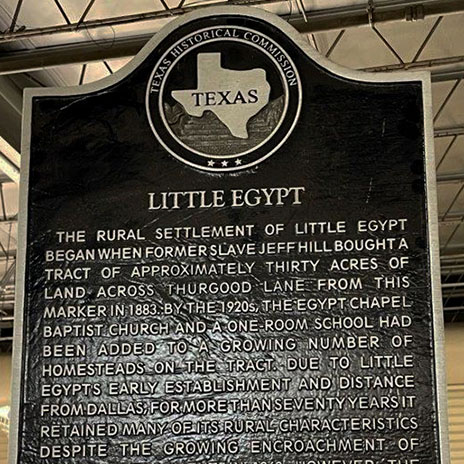 TEXAS HISTORICAL COMMISSION
TEXAS
LITTLE EGYPT
THE RURAL SETTLEMENT OF LITTLE EGYPT
BEGAN WHEN FORMER SLAVE JEFF HILL BOUGHT A
TRACT OF APPROXIMATELY THIRTY ACRES OF
LAND ACROSS THURGOOD LANE FROM THIS
MARKER IN 1883. BY THE 1920s, THE EGYPT CHAPEL
BAPTIST CHURCH AND A ONE-ROOM SCHOOL HAD
BEEN ADDED TO A GROWING NUMBER OF
HOMESTEADS ON THE TRACT. DUE TO LITTLE
EGYPT'S EARLY ESTABLISHMENT AND DISTANCE
FROM DALLAS, FOR MORE THAN SEVENTY YEARS IT
RETAINED MANY OF ITS RURAL CHARACTERISTICS
DESPITE THE GROWING ENCROACHMENT OF